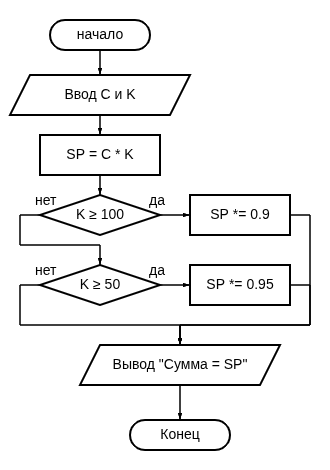 начало
Ввод C и K
SP = C * K
нет
да
K ≥ 100
SP *= 0.9
нет
да
K ≥ 50
SP *= 0.95
Вывод "Сумма = SP"
Конец